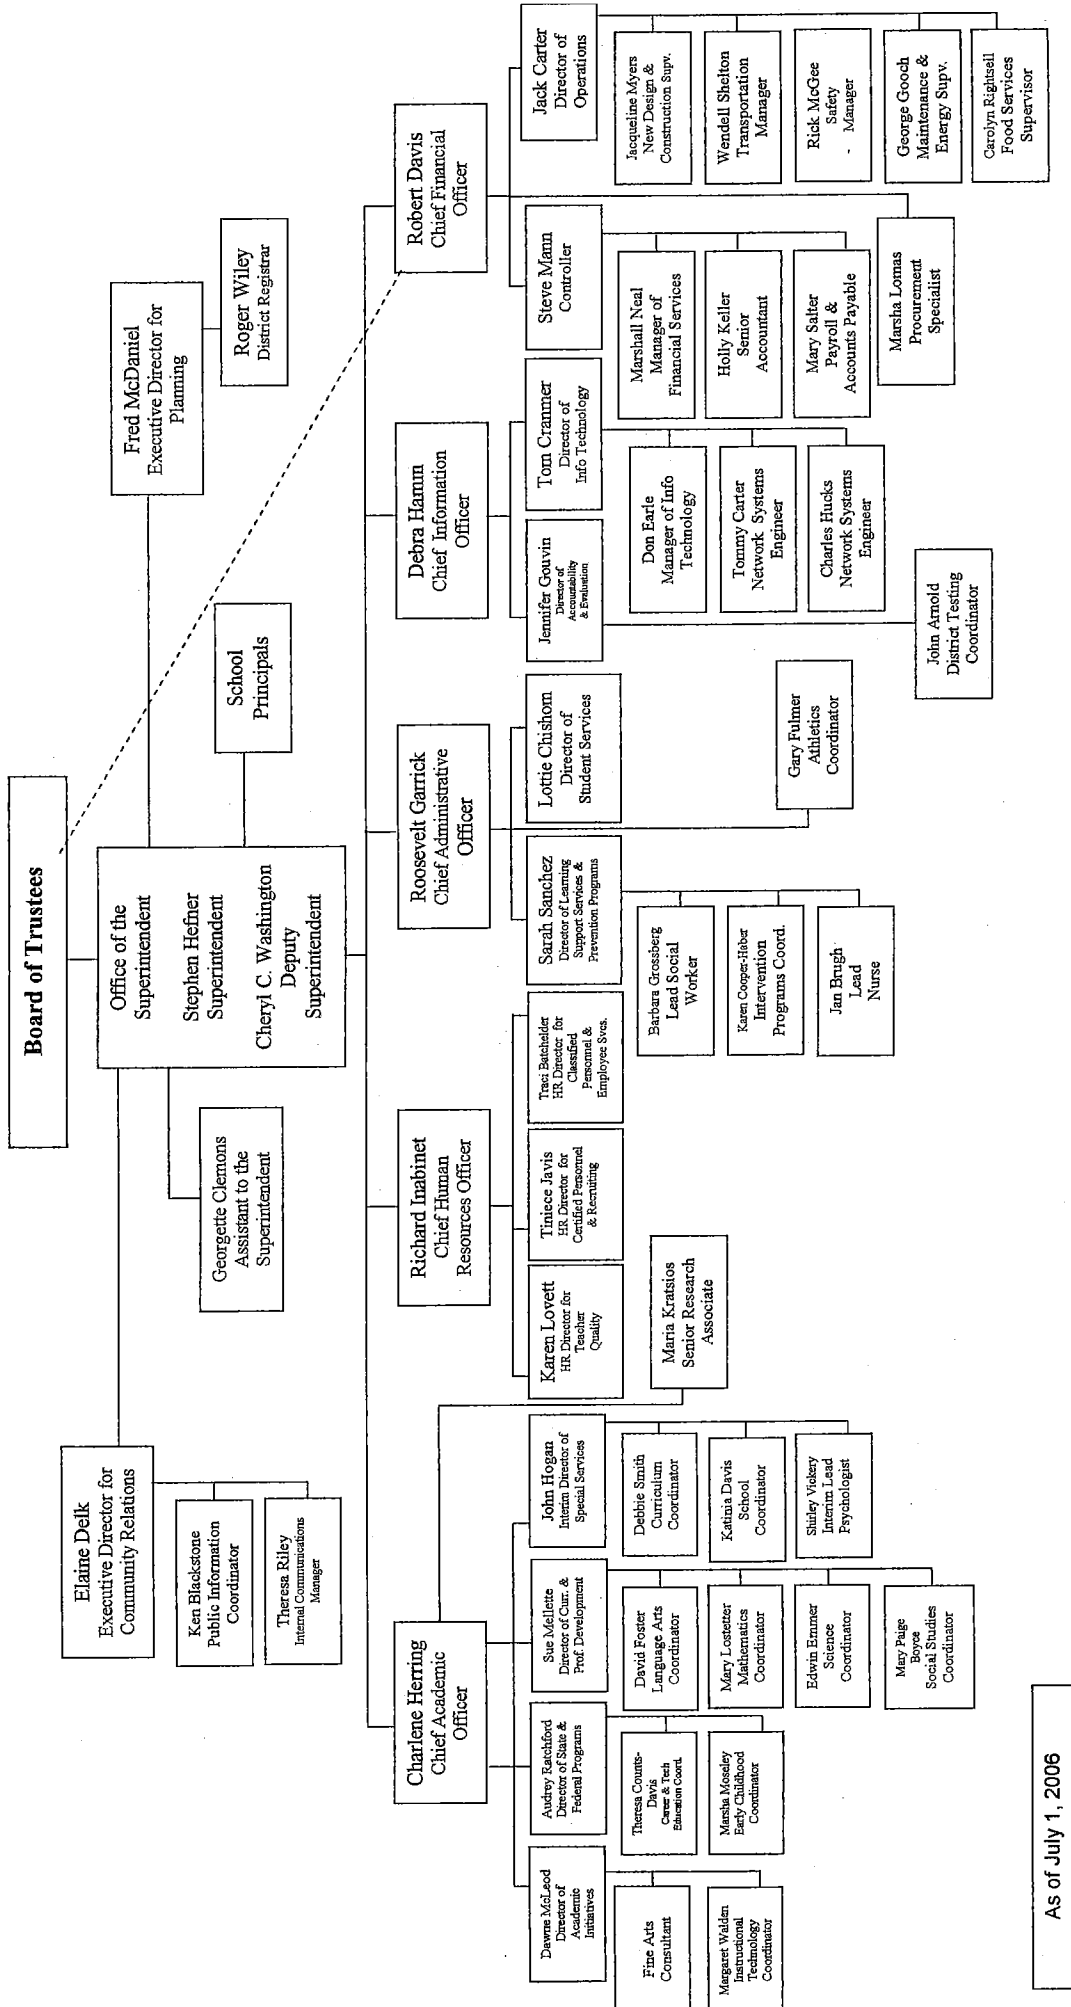 Board of Trustees
Office of the
Superintendent
Stephen Hefner
Superintendent
Cheryl C. Washington
Deputy
Superintendent
Elaine Delk
Executive Director for
Community Relations
Ken Blackstone
Public Information
Coordinator
Theresa Riley
Internal Communications
Manager
Georgette Clemons
Assistant to the
Superintendent
School
Principals
Fred McDaniel
Executive Director for
Planning
Roger Wiley
District Registrar
Charlene Herring
Chief Academic
Officer
Richard Inabinet
Chief Human
Resources Officer
Roosevelt Garrick
Chief Administrative
Officer
Debra Hamm
Chief Information
Officer
Robert Davis
Chief Financial
Officer
Dawne McLeod
Director of
Academic
Initiatives
Fine Arts
Consultant
Margaret Walden
Instructional
Technology
Coordinator
Audrey Ratchford
Director of State &
Federal Programs
Theresa Counts-
Davis
Career & Tech
Education Coord.
Marsha Moseley
Early Childhood
Coordinator
Sue Mellette
Director of Curr. &
Prof. Development
David Foster
Language Arts
Coordinator
Mary Lostetter
Mathematics
Coordinator
Edwin Emmer
Science
Coordinator
Mary Paige
Boyce
Social Studies
Coordinator
John Hogan
Interim Director of
Special Services
Debbie Smith
Curriculum
Coordinator
Katinia Davis
School
Coordinator
Shirley Vickery
Interim Lead
Psychologist
Maria Kratsios
Senior Research
Associate
Karen Lovett
HR Director for
Teacher
Quality
Tiniece Javis
HR Director for
Certified Personnel
& Recruiting
Traci Batchelder
HR Director for
Classified
Personnel &
Employee Svcs.
Sarah Sanchez
Director of Learning
Support Services &
Prevention Programs
Barbara Grossberg
Lead Social
Worker
Karen Cooper-Haber
Intervention
Programs Coord.
Jan Brugh
Lead
Nurse
Lottie Chishom
Director of
Student Services
Gary Fulmer
Athletics
Coordinator
Jennifer Gouvin
Director of
Accountability
& Evaluation
John Arnold
District Testing
Coordinator
Tom Cranmer
Director of
Info Technology
Don Earle
Manager of Info
Technology
Tommy Carter
Network Systems
Engineer
Charles Hucks
Network Systems
Engineer
Steve Mann
Controller
Marshall Neal
Manager of
Financial Services
Holly Keller
Senior
Accountant
Mary Salter
Payroll &
Accounts Payable
Marsha Lomas
Procurement
Specialist
Jack Carter
Director of
Operations
Jacqueline Myers
New Design &
Construction Supv.
Wendell Shelton
Transportation
Manager
Rick McGee
Safety
- Manager
George Gooch
Maintenance &
Energy Supv.
Carolyn Rightsell
Food Services
Supervisor
As of July 1, 2006